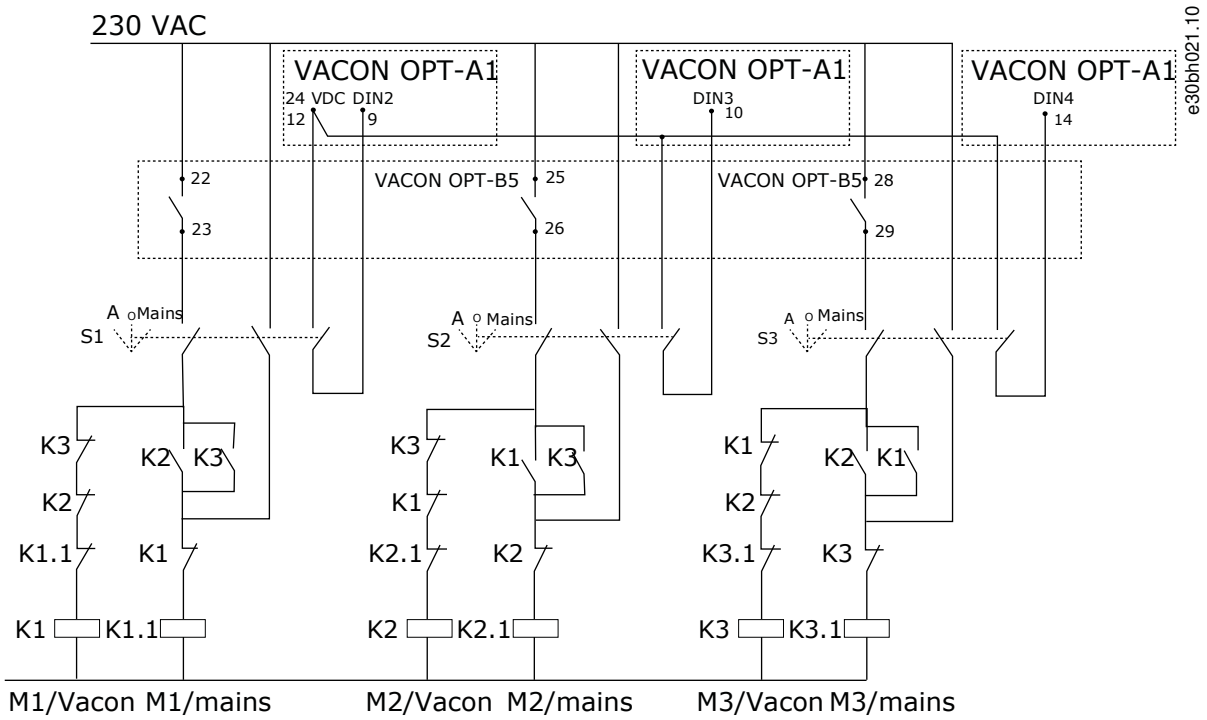 230 VAC
e30bh021.10
VACON OPT-A1
VACON OPT-A1
VACON OPT-A1
24 VDC DIN2
12 9
DIN3
10
DIN4
14
22
VACON OPT-B5
25
VACON OPT-B5
28
23
26
29
A O Mains
A O Mains
A O Mains
S1
S2
S3
K3
K2
K3
K3
K1
K3
K1
K2
K1
K2
K1
K2
K1.1
K1
K2.1
K2
K3.1
K3
K1
K1.1
K2
K2.1
K3
K3.1
M1/Vacon
M1/mains
M2/Vacon
M2/mains
M3/Vacon
M3/mains